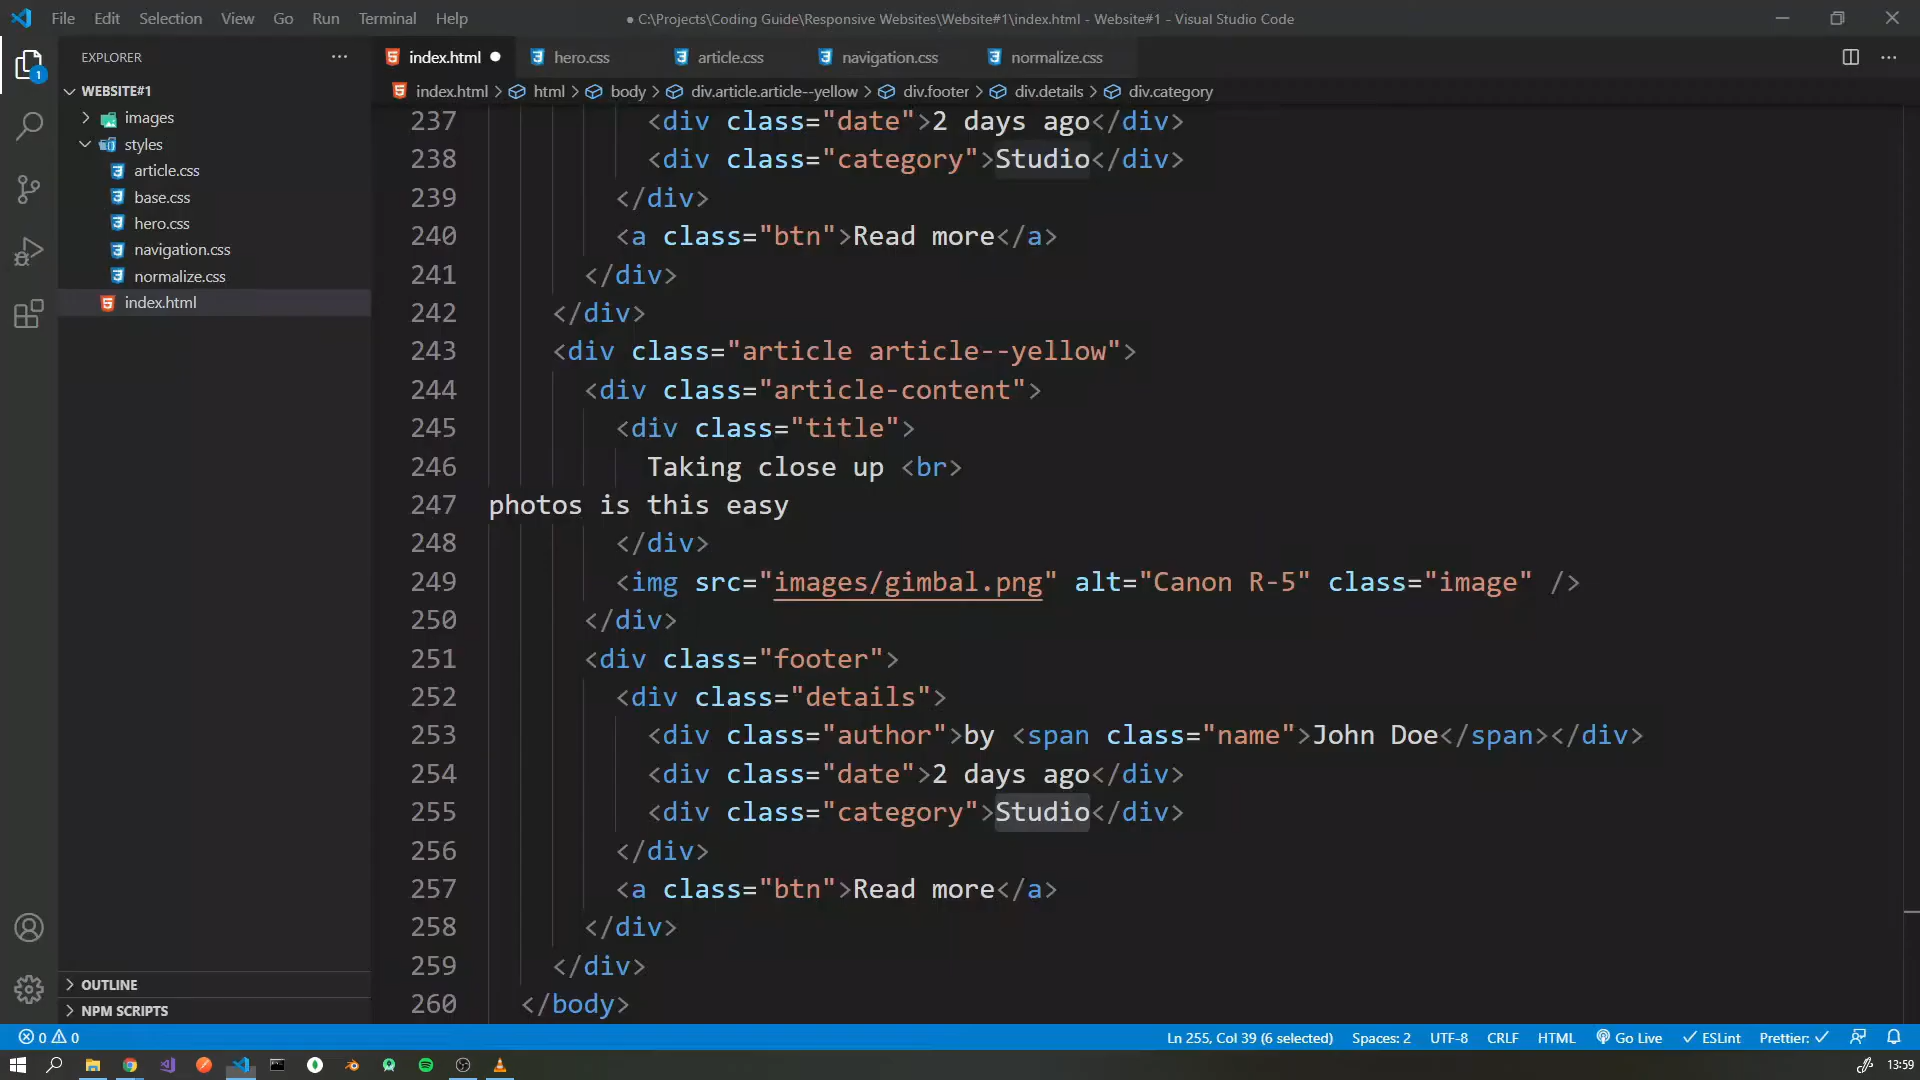 File Edit Selection View Go Run Terminal Help ● C:\Projects\Coding Guide\Responsive Websites\Website#1\index.html - Website#1 - Visual Studio Code
EXPLORER
index.html hero.css article.css navigation.css normalize.css
index.html > html > body > div.article.article--yellow > div.footer > div.details > div.category
WEBSITE#1
images
styles
article.css
base.css
hero.css
navigation.css
normalize.css
index.html
OUTLINE
NPM SCRIPTS
1
237 <div class="date">2 days ago</div>
238 <div class="category">Studio</div>
239 </div>
240 <a class="btn">Read more</a>
241 </div>
242 </div>
243 <div class="article article--yellow">
244 <div class="article-content">
245 <div class="title">
246 Taking close up <br>
247 photos is this easy
248 </div>
249 <img src="images/gimbal.png" alt="Canon R-5" class="image" />
250 </div>
251 <div class="footer">
252 <div class="details">
253 <div class="author">by <span class="name">John Doe</span></div>
254 <div class="date">2 days ago</div>
255 <div class="category">Studio</div>
256 </div>
257 <a class="btn">Read more</a>
258 </div>
259 </div>
260 </body>
0 0 Ln 255, Col 39 (6 selected) Spaces: 2 UTF-8 CRLF HTML Go Live ESLint Prettier:
13:59